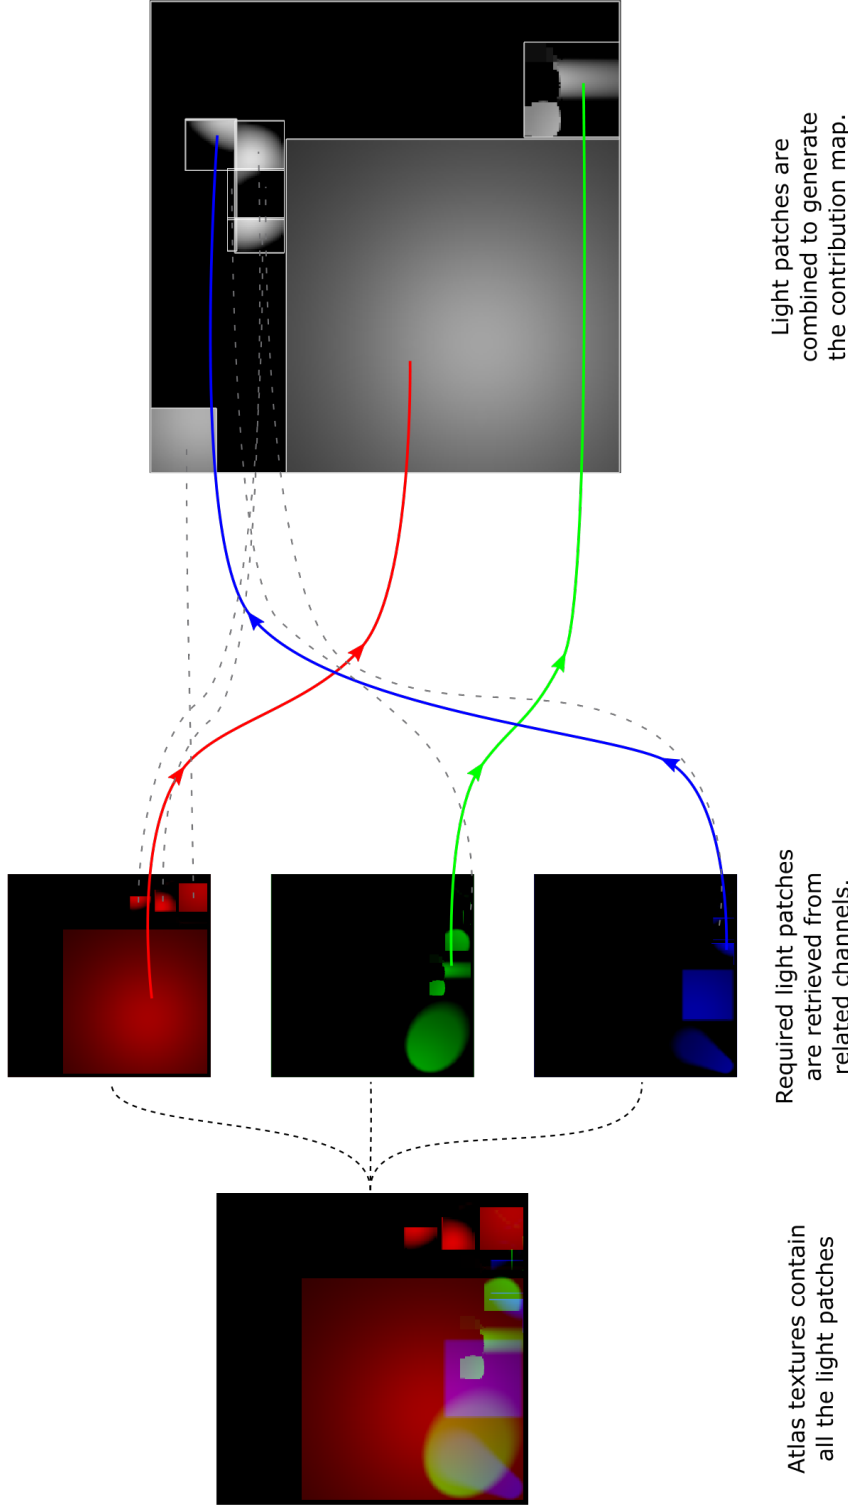 Atlas textures contain
all the light patches
Required light patches
are retrieved from
related channels.
Light patches are
combined to generate
the contribution map.